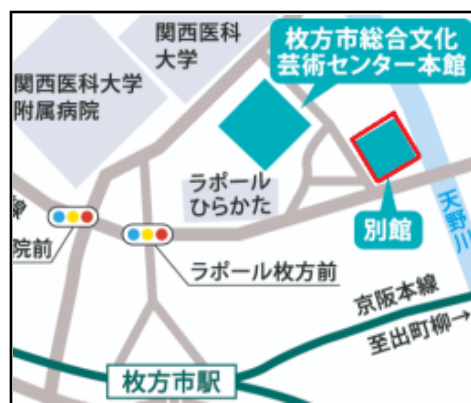 関西医科
大学
枚方市総合文化
芸術センター本館
関西医科大学
附属病院
ラポール
ひらかた
別館
天野川
線
院前
ラポール枚方前
京阪本線
至出町柳→
枚方市駅